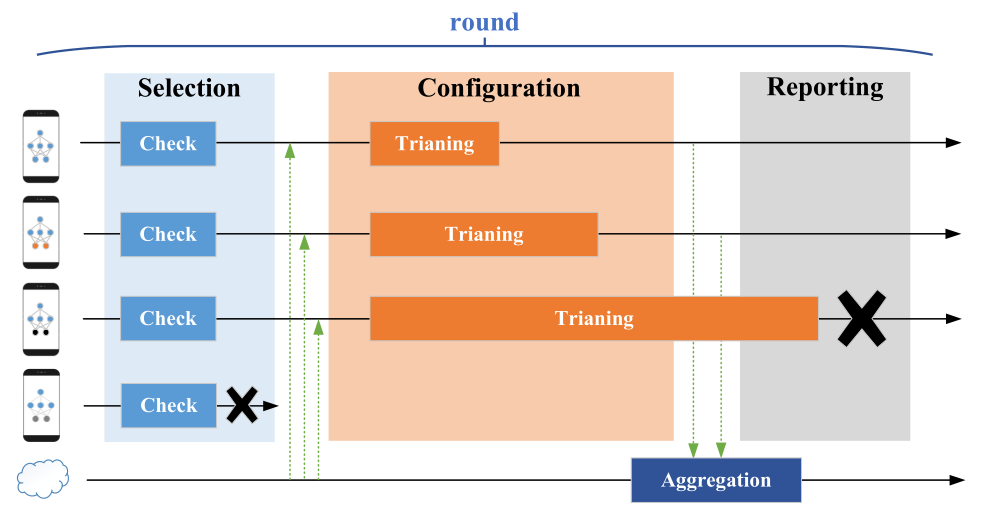 round
Selection
Configuration
Reporting
Check
Trianing
Check
Trianing
Check
Trianing
Check
Aggregation